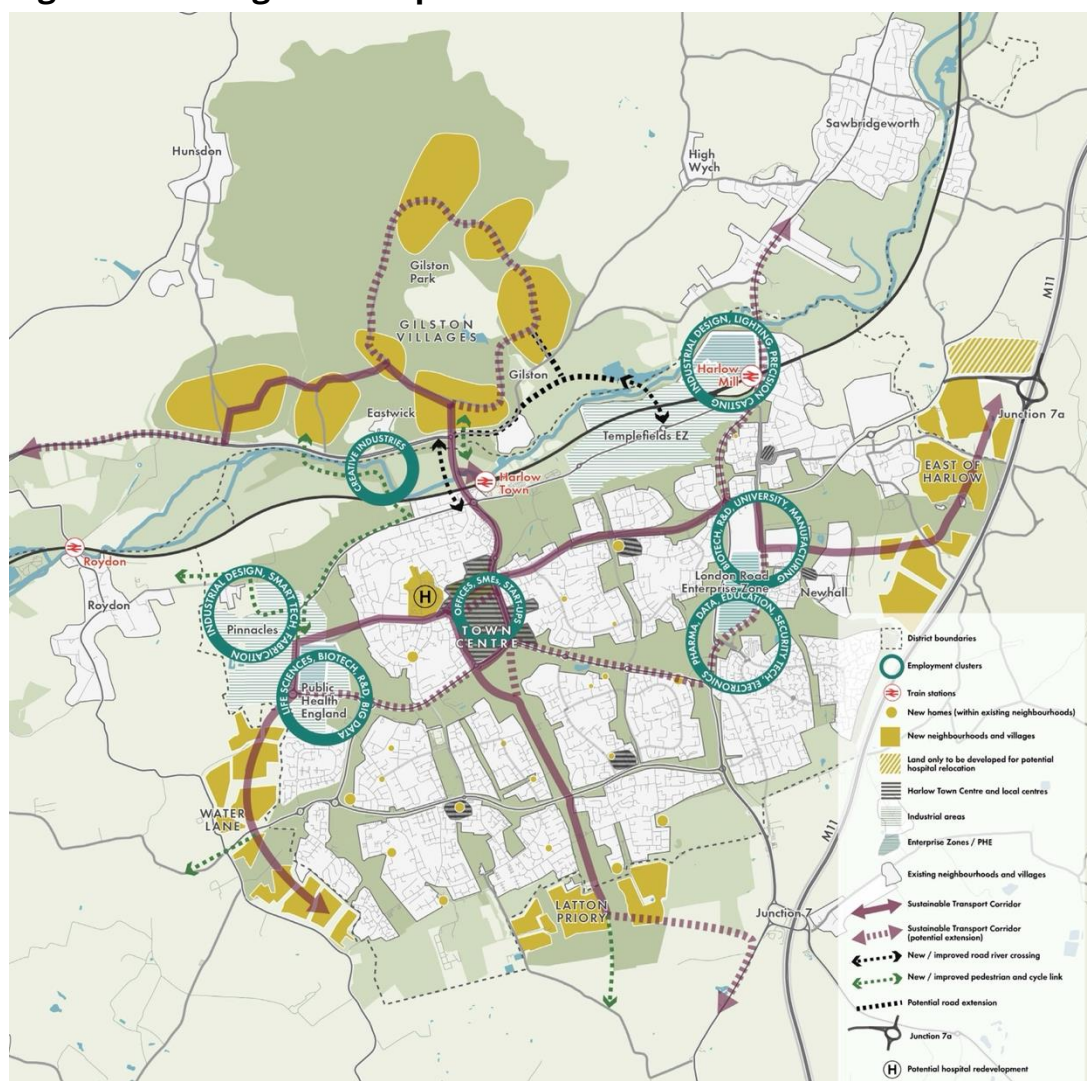 Sawbridgeworth
Hunsdon
High
Wych
Gilston
Park
M11
GILSTON
VILLAGES
INDUSTRIAL DESIGN, LIGHTING, PRECISION CASTING
Harlow
Mill
Gilston
Eastwick
Junction 7a
Templefields EZ
CREATIVE INDUSTRIES
EAST OF
HARLOW
Harlow
Town
BIOTECH, R&D, UNIVERSITY, MANUFACTURING
Roydon
London Road
Enterprise Zone
Newhall
Roydon
INDUSTRIAL DESIGN, SMART TECH, FABRICATION
Pinnacles
H
OFFICES, SMEs, START-UPS
TOWN
CENTRE
PHARMA, DATA, EDUCATION, SECURITY TECH, ELECTRONICS
LIFE SCIENCES, BIOTECH, R&D, BIG DATA
Public
Health
England
WATER
LANE
M11
LATTON
PRIORY
Junction 7
District boundaries
Employment clusters
Train stations
New homes (within existing neighbourhoods)
New neighbourhoods and villages
Land only to be developed for potential
hospital relocation
Harlow Town Centre and local centres
Industrial areas
Enterprise Zones / PHE
Existing neighbourhoods and villages
Sustainable Transport Corridor
Sustainable Transport Corridor
(potential extension)
New / improved road river crossing
New / improved pedestrian and cycle link
Potential road extension
Junction 7a
H Potential hospital redevelopment